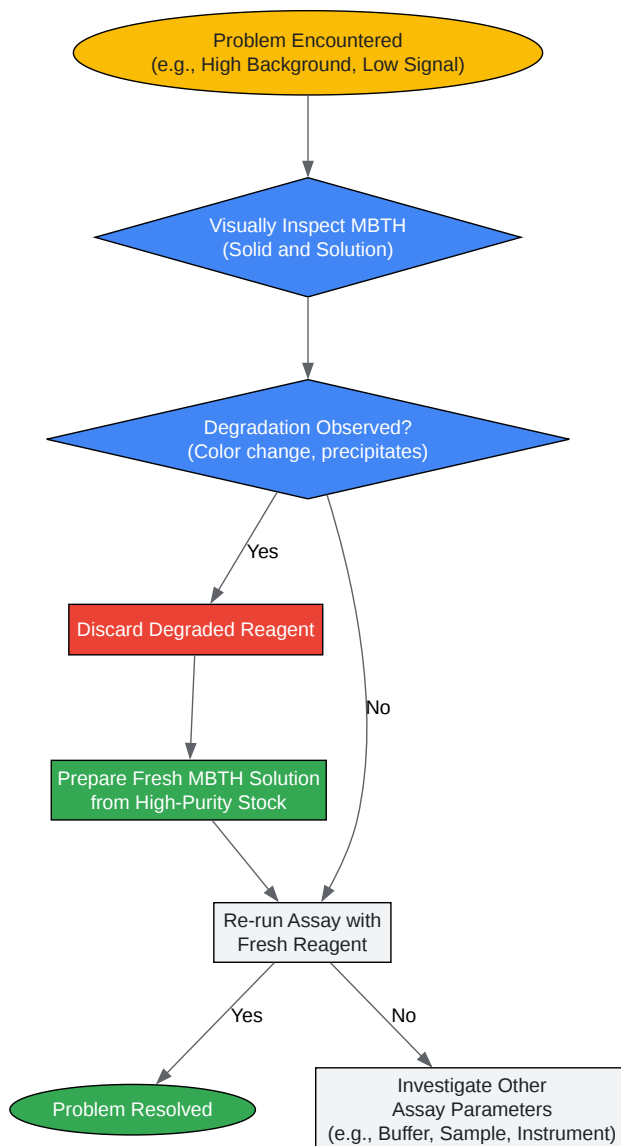 Problem Encountered
(e.g., High Background, Low Signal)
Visually Inspect MBTH
(Solid and Solution)
Degradation Observed?
(Color change, precipitates)
Yes
Discard Degraded Reagent
No
Prepare Fresh MBTH Solution
from High-Purity Stock
Re-run Assay with
Fresh Reagent
Yes
No
Problem Resolved
Investigate Other
Assay Parameters
(e.g., Buffer, Sample, Instrument)